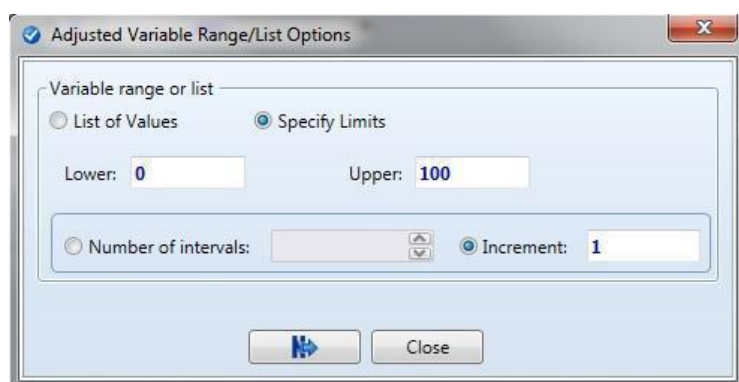 Adjusted Variable Range/List Options
Variable range or list
List of Values Specify Limits
Lower: 0 Upper: 100
Number of intervals: Increment: 1
Close